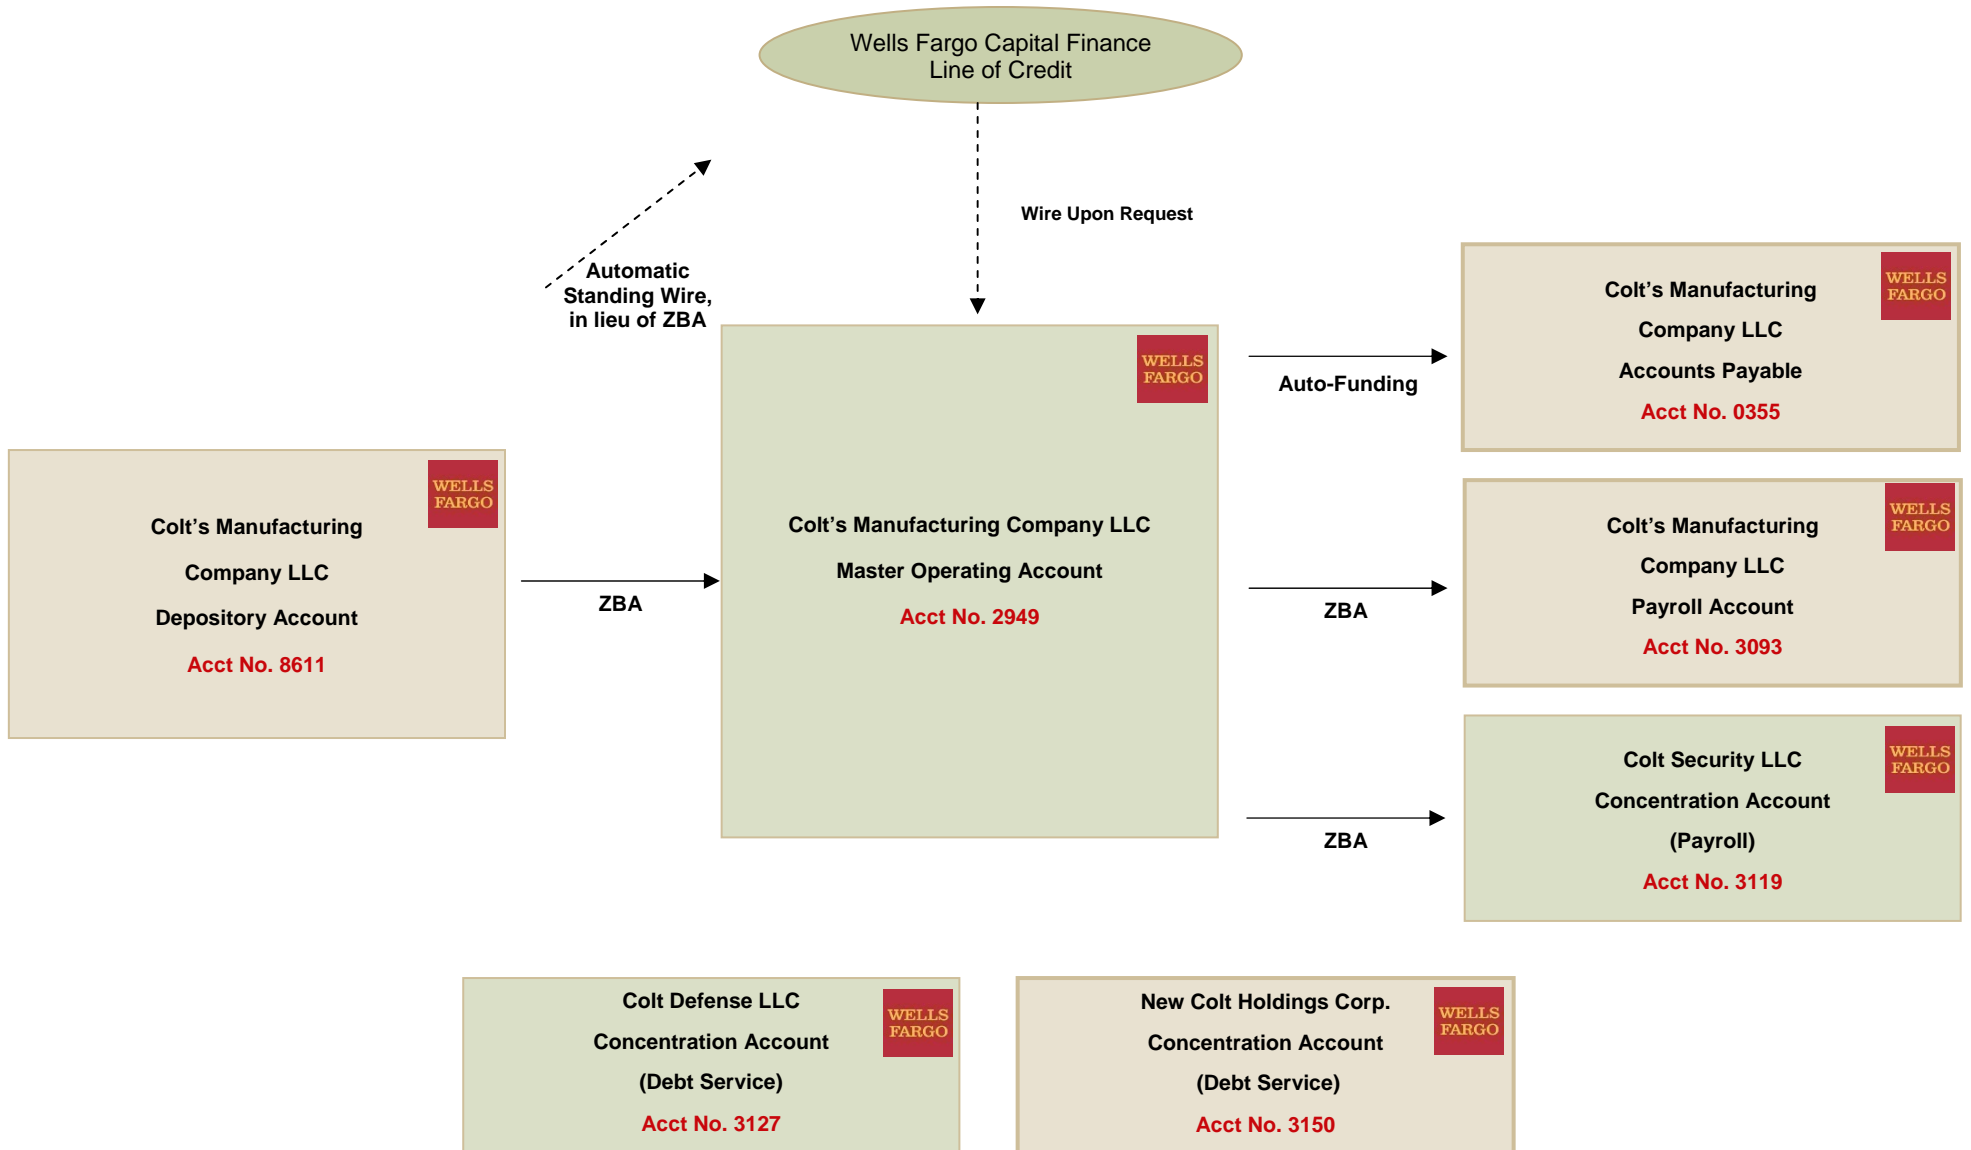 Wells Fargo Capital Finance
Line of Credit
Wire Upon Request
Automatic
Standing Wire,
in lieu of ZBA
WELLS
FARGO
Colt’s Manufacturing
Company LLC
Depository Account
Acct No. 8611
ZBA
WELLS
FARGO
Colt’s Manufacturing Company LLC
Master Operating Account
Acct No. 2949
Auto-Funding
WELLS
FARGO
Colt’s Manufacturing
Company LLC
Accounts Payable
Acct No. 0355
ZBA
WELLS
FARGO
Colt’s Manufacturing
Company LLC
Payroll Account
Acct No. 3093
ZBA
WELLS
FARGO
Colt Security LLC
Concentration Account
(Payroll)
Acct No. 3119
WELLS
FARGO
Colt Defense LLC
Concentration Account
(Debt Service)
Acct No. 3127
WELLS
FARGO
New Colt Holdings Corp.
Concentration Account
(Debt Service)
Acct No. 3150